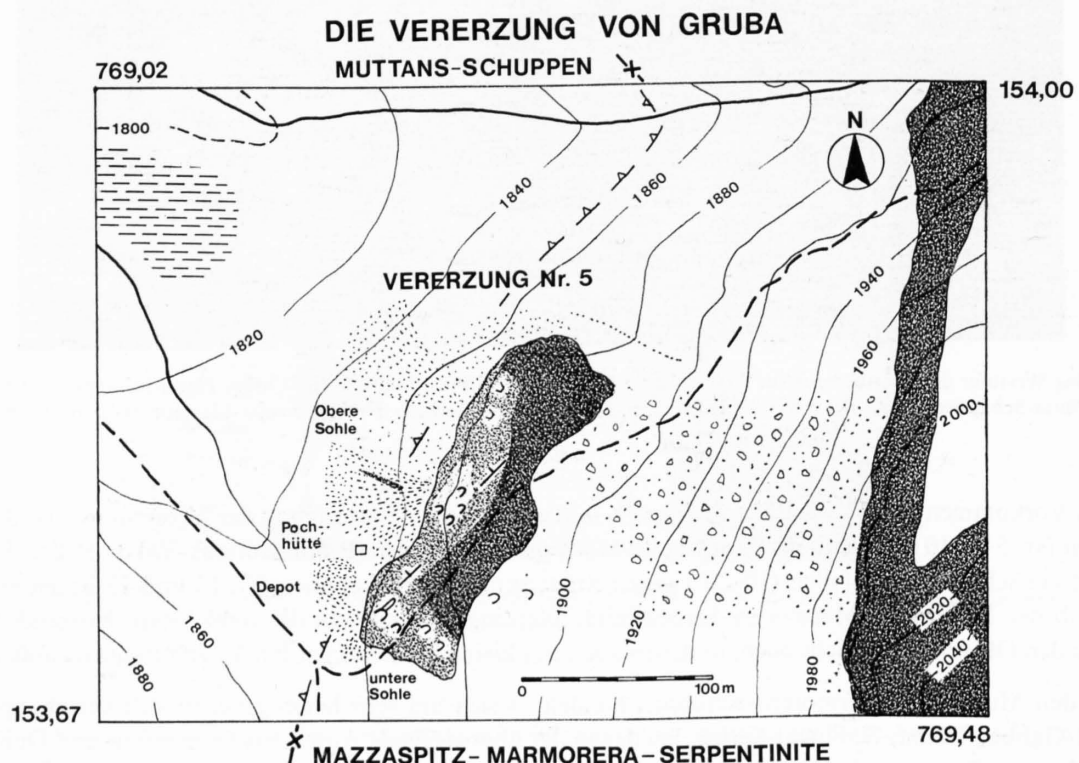 DIE VERERZUNG VON GRUBA
769,02
MUTTANS-SCHUPPEN
154,00
N
1800
1840
1860
1880
VERERZUNG Nr. 5
1940
1820
1960
Obere
Sohle
2000
Poch-
hütte
Depot
1900
1920
2020
2040
1860
1880
1980
untere
Sohle
0 100 m
153,67
769,48
MAZZASPITZ-MARMORERA-SERPENTINITE